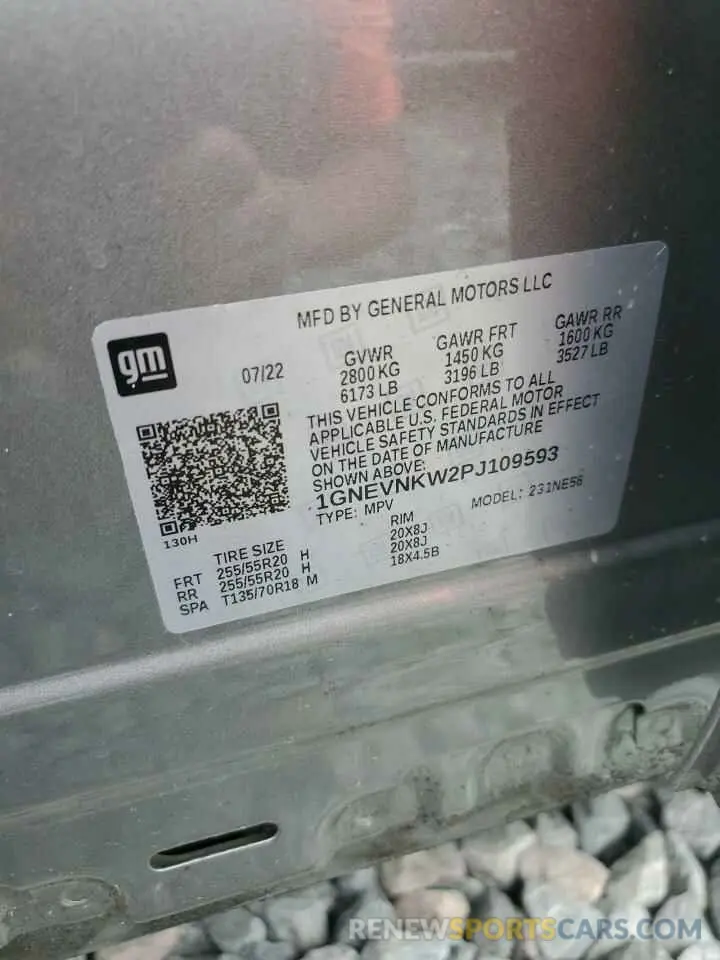 MFD BY GENERAL MOTORS LLC
gm
07/22
GVWR GAWR FRT GAWR RR
2800 KG 1450 KG 1600 KG
6173 LB 3196 LB 3527 LB
THIS VEHICLE CONFORMS TO ALL
APPLICABLE U.S. FEDERAL MOTOR
VEHICLE SAFETY STANDARDS IN EFFECT
ON THE DATE OF MANUFACTURE
SHOWN ABOVE:
1GNEVNKW2PJ109593
TYPE: MPV MODEL: 231NE56
130H
TIRE SIZE RIM
FRT 255/55R20 H 20X8J
RR 255/55R20 H 20X8J
SPA T135/70R18 M 18X4.5B
RENEWSPORTSCARS.COM